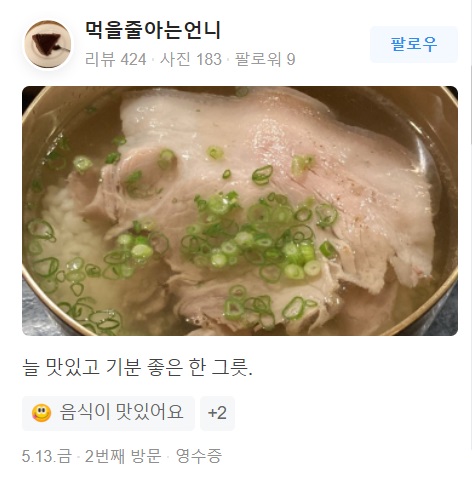 먹을줄아는언니
리뷰 424 · 사진 183 · 팔로워 9
팔로우
늘 맛있고 기분 좋은 한 그릇.
음식이 맛있어요
+2
5.13.금 · 2번째 방문 · 영수증